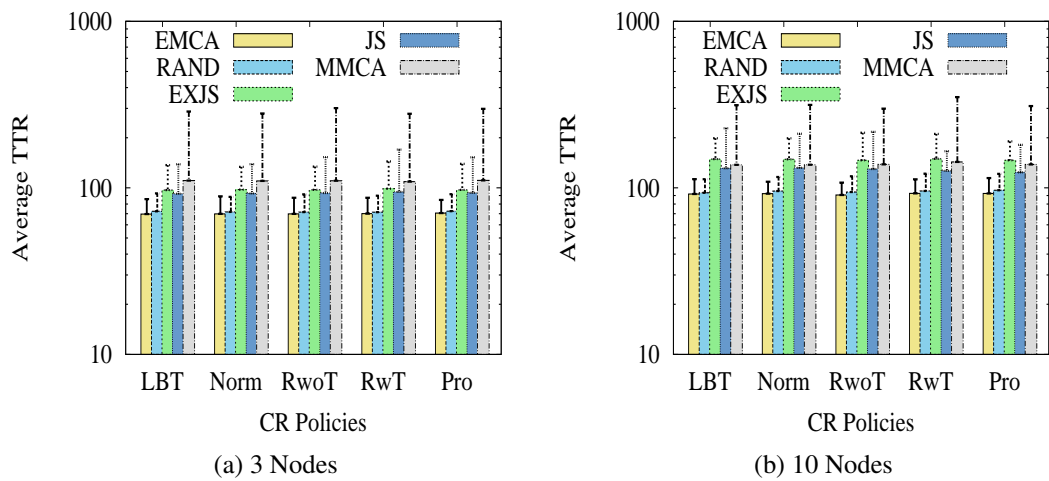 1000
100
10
Average TTR
EMCA
RAND
EXJS
JS
MMCA
LBT Norm RwoT RwT Pro
CR Policies
(a) 3 Nodes
1000
100
10
Average TTR
EMCA
RAND
EXJS
JS
MMCA
LBT Norm RwoT RwT Pro
CR Policies
(b) 10 Nodes